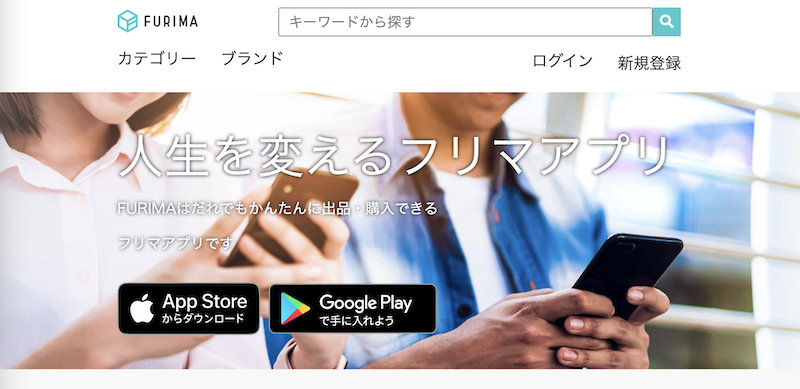 FURIMA
キーワードから探す
カテゴリー ブランド
ログイン 新規登録
人生を変えるフリマアプリ
FURIMAはだれでもかんたんに出品・購入できる
フリマアプリです
App Store
からダウンロード
Google Play
で手に入れよう